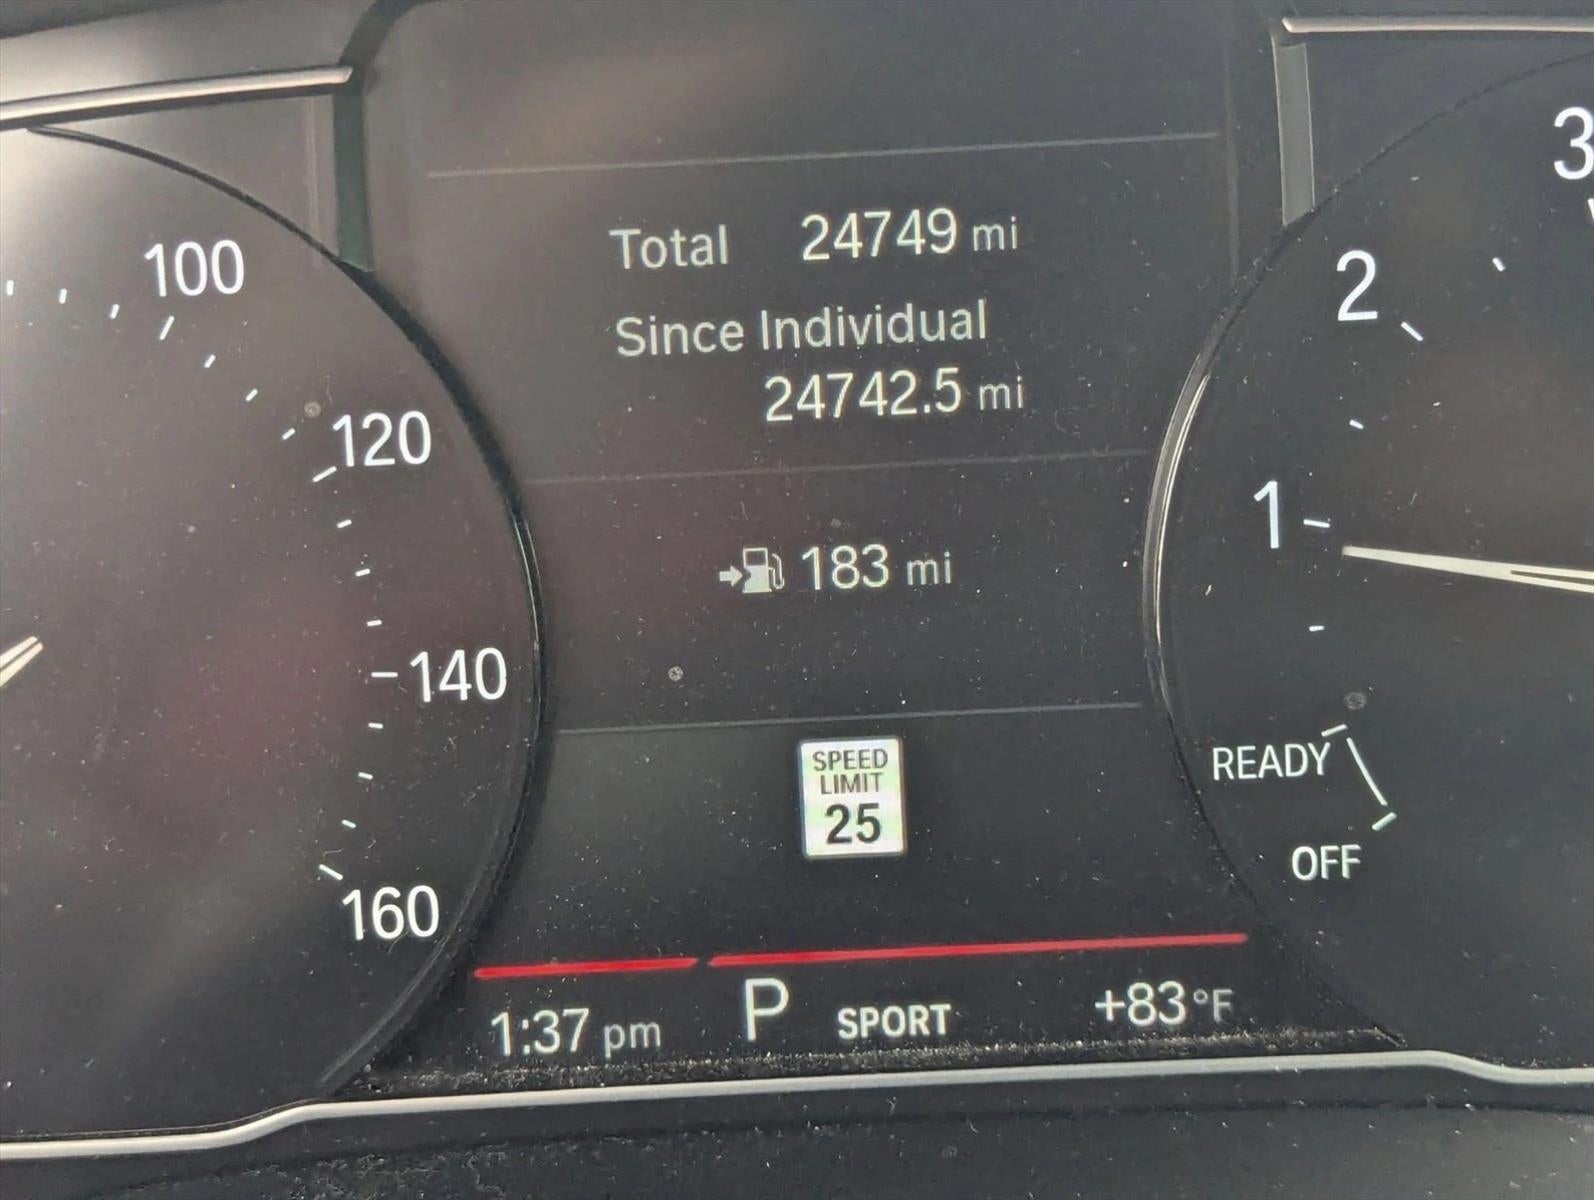 100
120
140
160
Total 24749 mi
Since Individual
24742.5 mi
183 mi
SPEED
LIMIT
25
1:37 pm P SPORT +83°F
3
2
1
READY
OFF